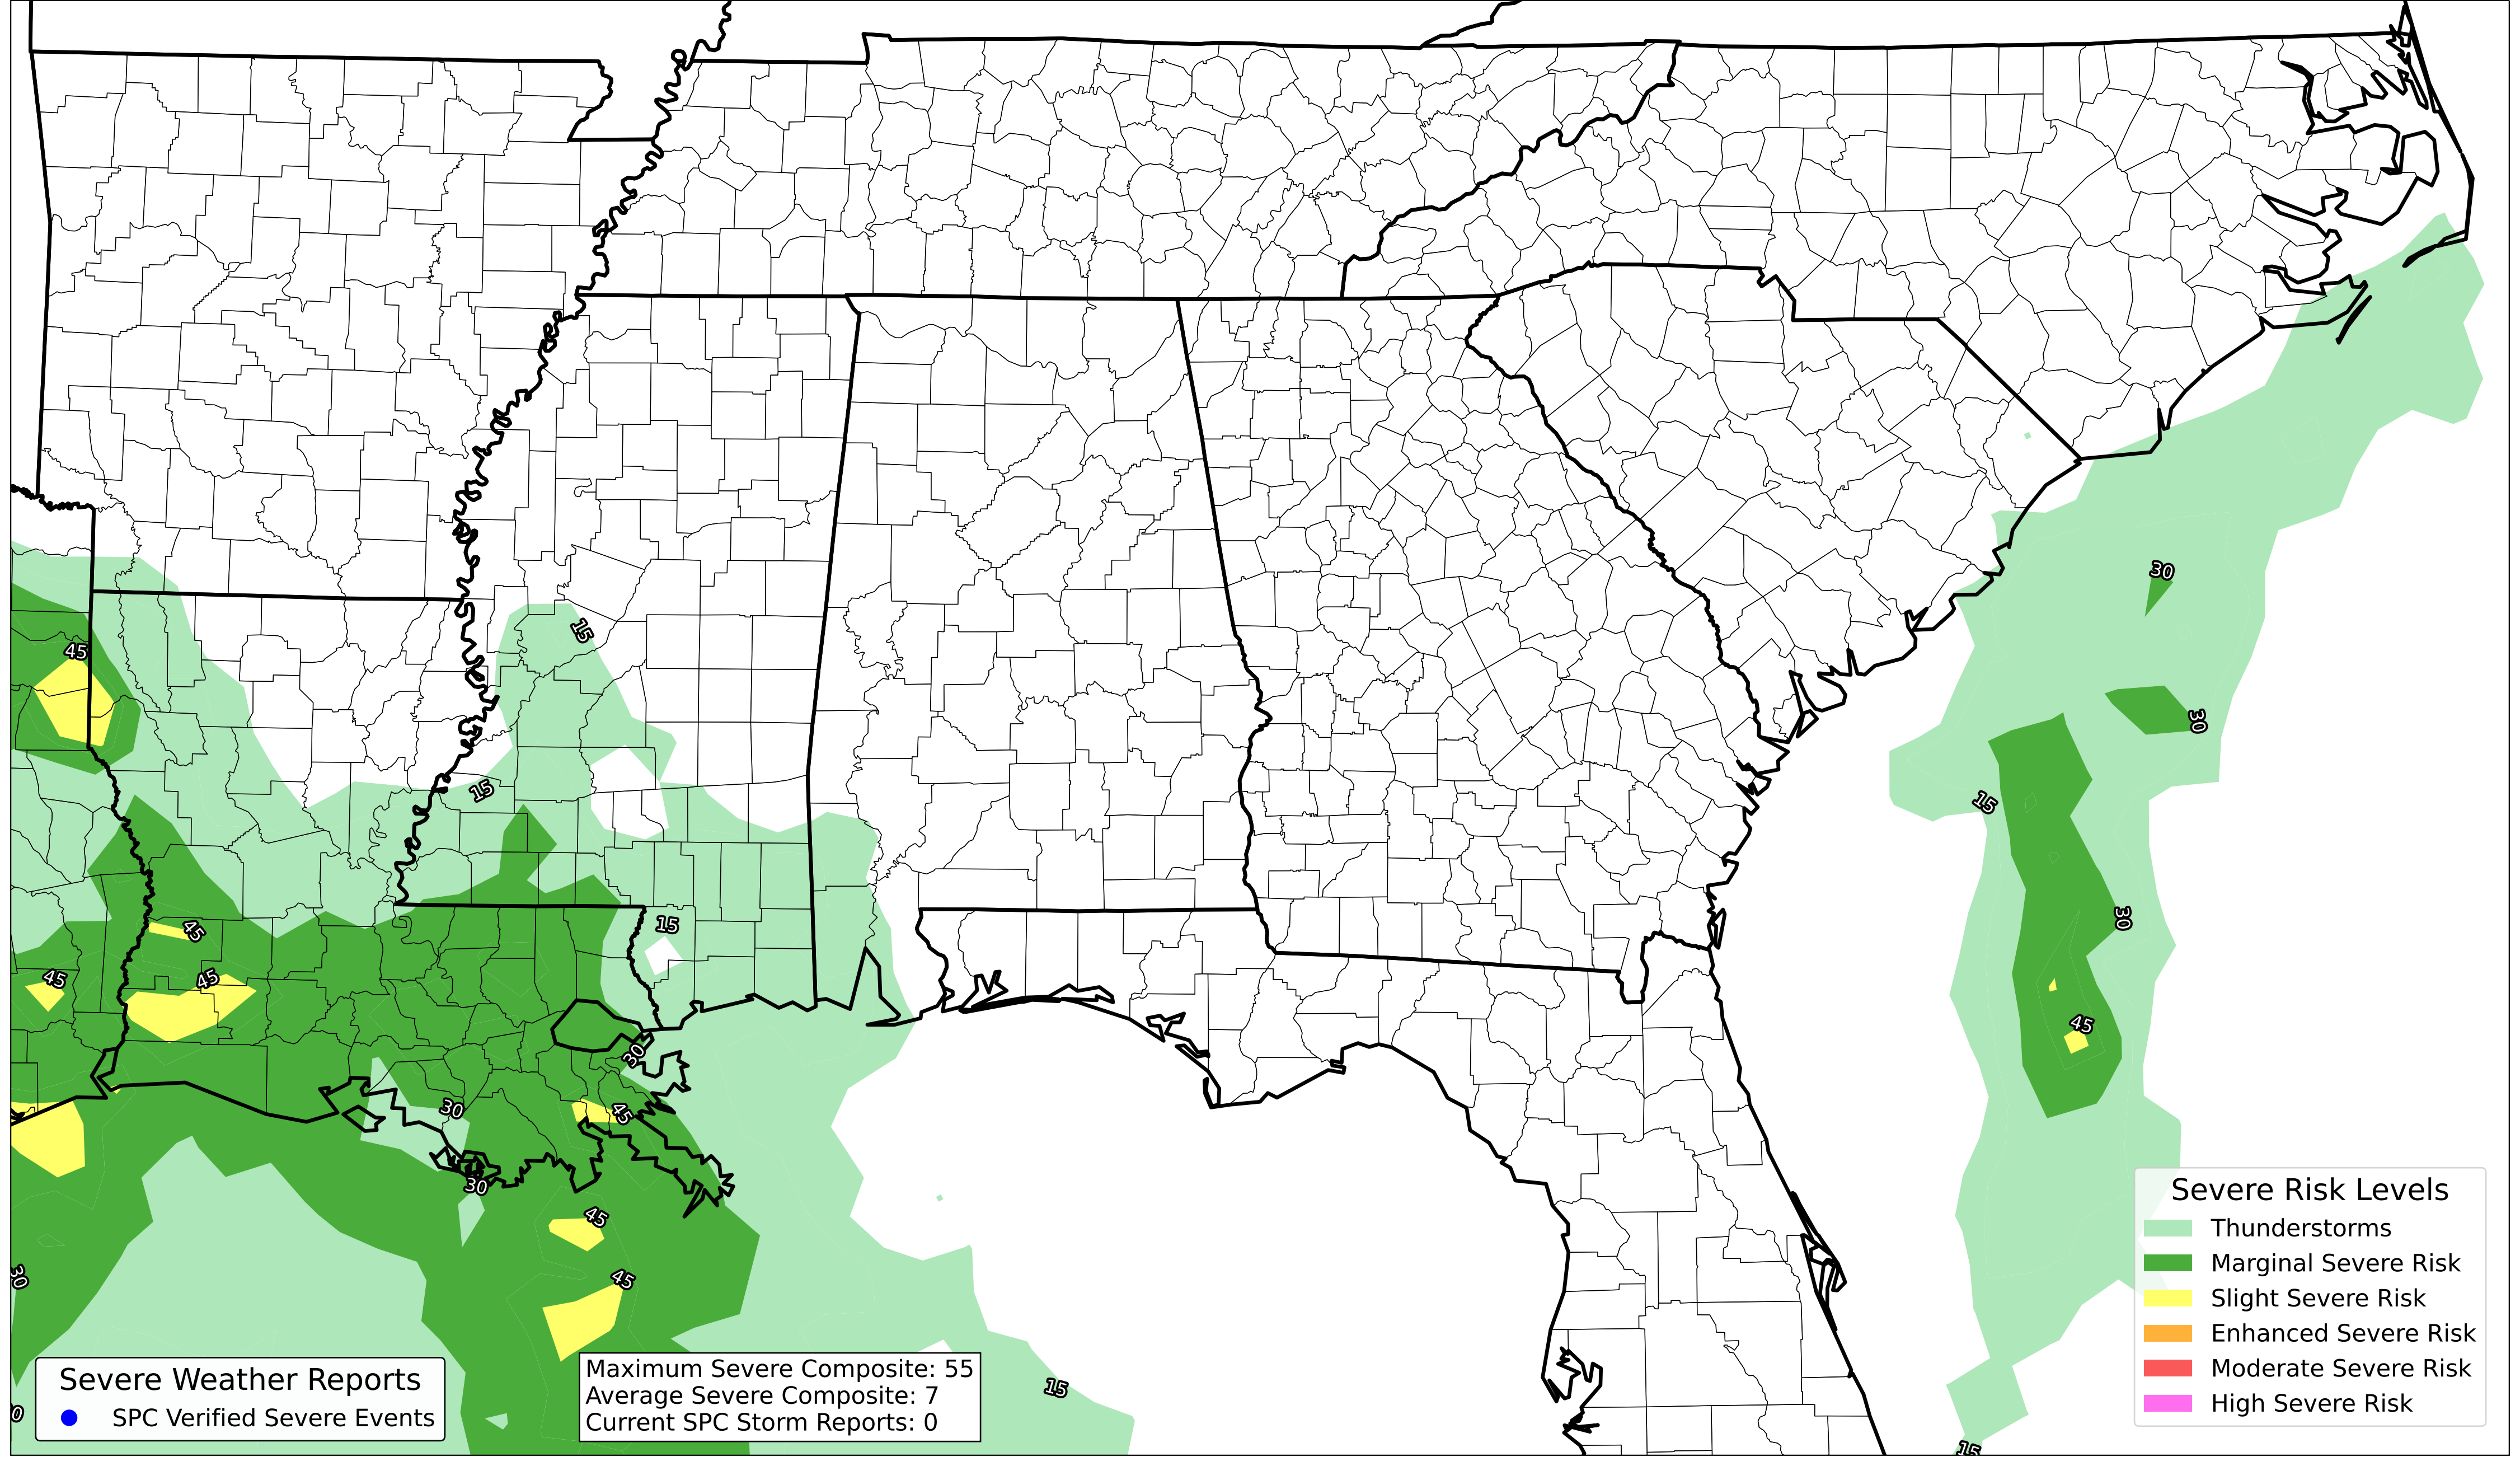 30
45
15
30
15
30
15
30
15
45
45
45
45
30
30
45
30
45
30
45
15
15
Severe Risk Levels
Thunderstorms
Marginal Severe Risk
Slight Severe Risk
Enhanced Severe Risk
Moderate Severe Risk
High Severe Risk
Severe Weather Reports
SPC Verified Severe Events
Maximum Severe Composite: 55
Average Severe Composite: 7
Current SPC Storm Reports: 0